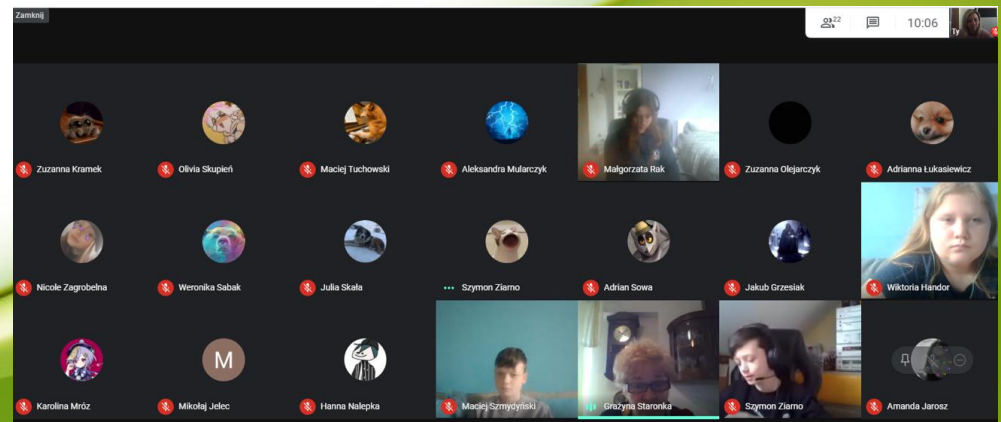 Zamknij
22
10:06
Ty
Zuzanna Kramek
Olivia Skupień
Maciej Tuchowski
Aleksandra Mularczyk
Małgorzata Rak
Zuzanna Olejarczyk
Adrianna Łukasiewicz
Nicole Zagrobelna
Weronika Sabak
Julia Skała
Szymon Ziarno
Adrian Sowa
Jakub Grzesiak
Wiktoria Handor
Karolina Mróz
M
Mikołaj Jelec
Hanna Nalepka
Maciej Szmydyński
Grażyna Staronka
Szymon Ziarno
Amanda Jarosz